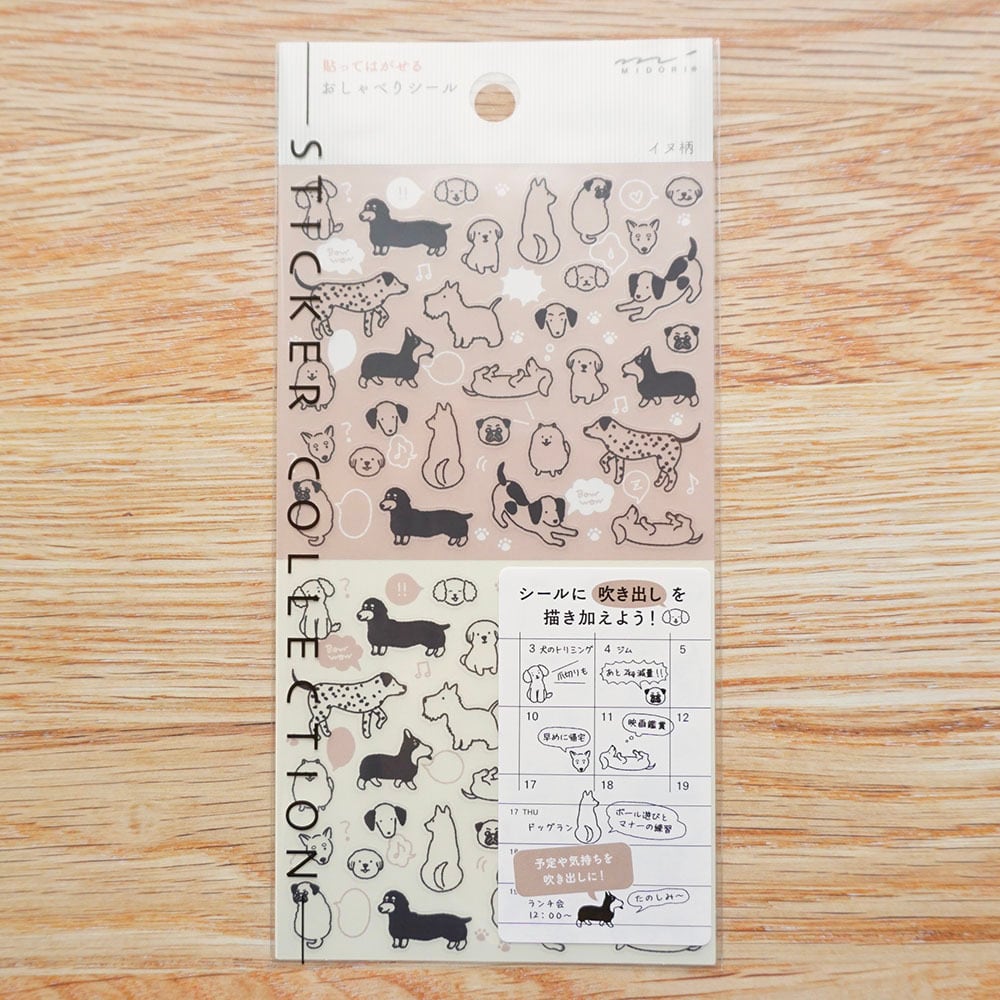 貼ってはがせる
おしゃべりシール
MIDORI
イヌ柄
STICKER COLLECTION
?
!!
Bow
wow
Bow
wow
z
?
?
!!
Bow
wow
?
シールに 吹き出し を
描き加えよう!
3 犬のトリミング
4 ジム
5
爪切りも
あと2kg減量!!
10
11
12
早めに帰宅
映画鑑賞
17
18
19
17 THU
ドッグラン
ボール遊びと
マナーの練習
予定や気持ちを
吹き出しに!
ランチ会
12:00〜
たのしみ〜